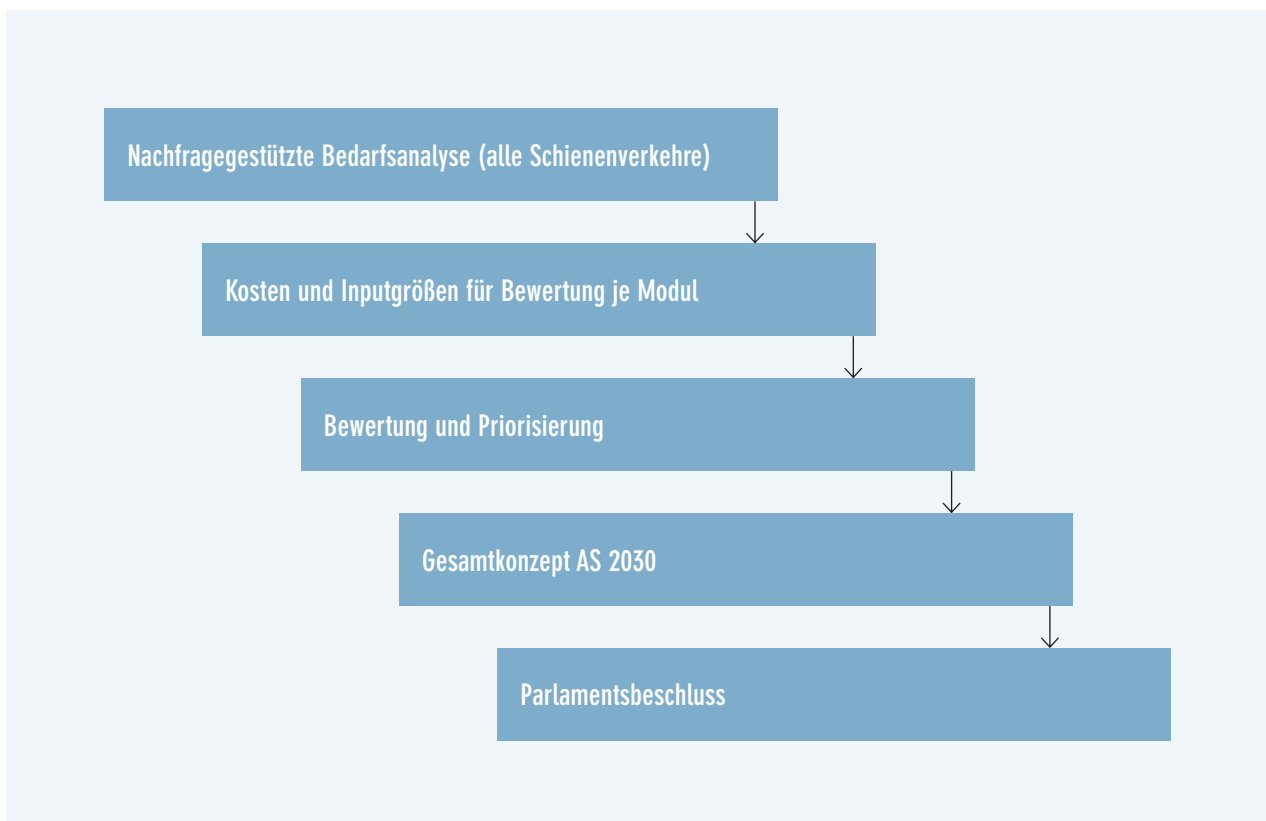 Nachfragegestützte Bedarfsanalyse (alle Schienenverkehre)
Kosten und Inputgrößen für Bewertung je Modul
Bewertung und Priorisierung
Gesamtkonzept AS 2030
Parlamentsbeschluss